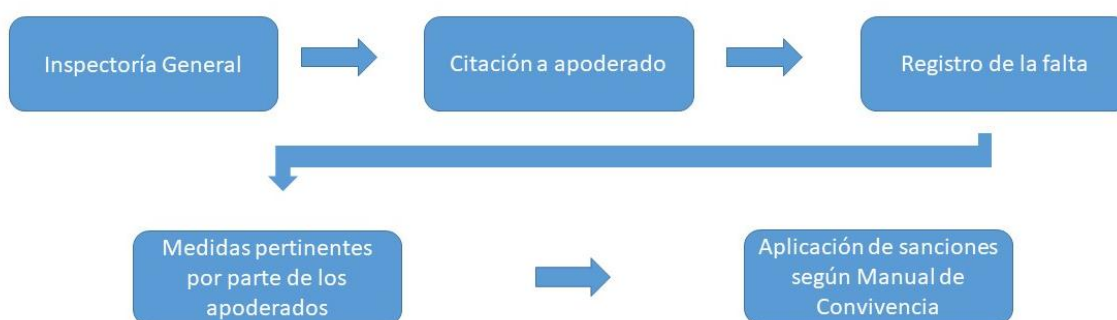 Inspectoría General
Citación a apoderado
Registro de la falta
Medidas pertinentes
por parte de los
apoderados
Aplicación de sanciones
según Manual de
Convivencia